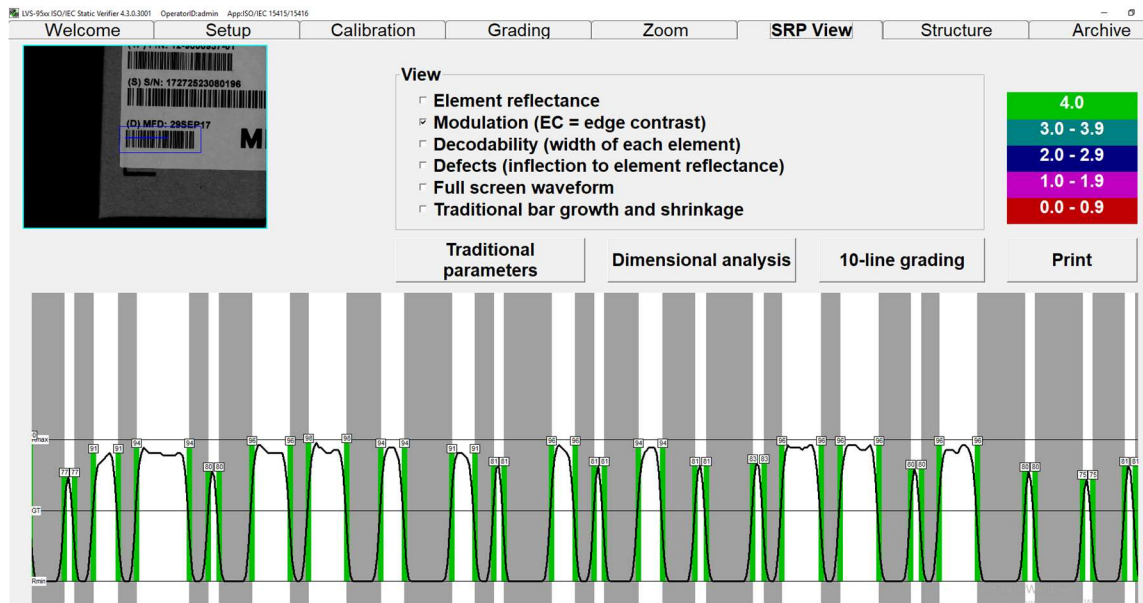 LVS-95xx ISO/IEC Static Verifier 4.3.0.3001 OperatorID:admin App:ISO/IEC 15415/15416
Welcome Setup Calibration Grading Zoom SRP View Structure Archive
(S) S/N: 17272523080196
(D) MFD: 29SEP17
View
Element reflectance
Modulation (EC = edge contrast)
Decodability (width of each element)
Defects (inflection to element reflectance)
Full screen waveform
Traditional bar growth and shrinkage
4.0
3.0 - 3.9
2.0 - 2.9
1.0 - 1.9
0.0 - 0.9
Traditional parameters
Dimensional analysis
10-line grading
Print
Rmax
77 77 91 91 94 94 80 80 96 96 98 98 94 94 91 91 81 81 96 96 81 81 94 94 81 81 83 83 96 96 96 96 80 80 96 96 80 80 75 75 81 81
GT
Rmin